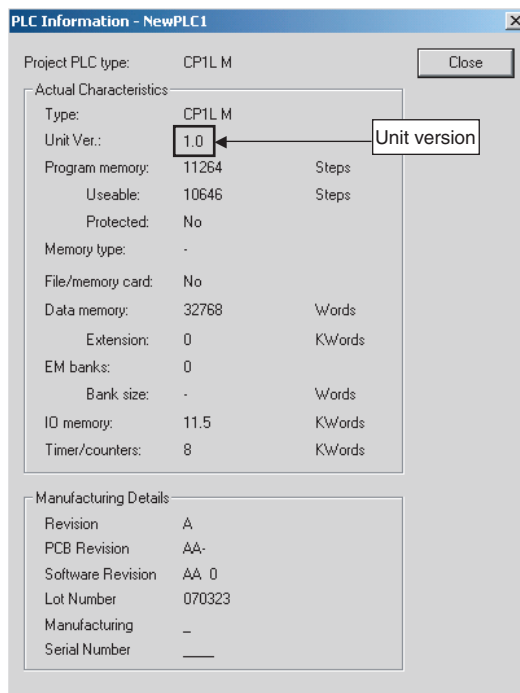 PLC Information - NewPLC1
Project PLC type: CP1L M Close
Actual Characteristics
Type: CP1L M
Unit Ver.: 1.0 Unit version
Program memory: 11264 Steps
Useable: 10646 Steps
Protected: No
Memory type: -
File/memory card: No
Data memory: 32768 Words
Extension: 0 KWords
EM banks: 0
Bank size: - Words
IO memory: 11.5 KWords
Timer/counters: 8 KWords
Manufacturing Details
Revision A
PCB Revision AA-
Software Revision AA 0
Lot Number 070323
Manufacturing _
Serial Number ____